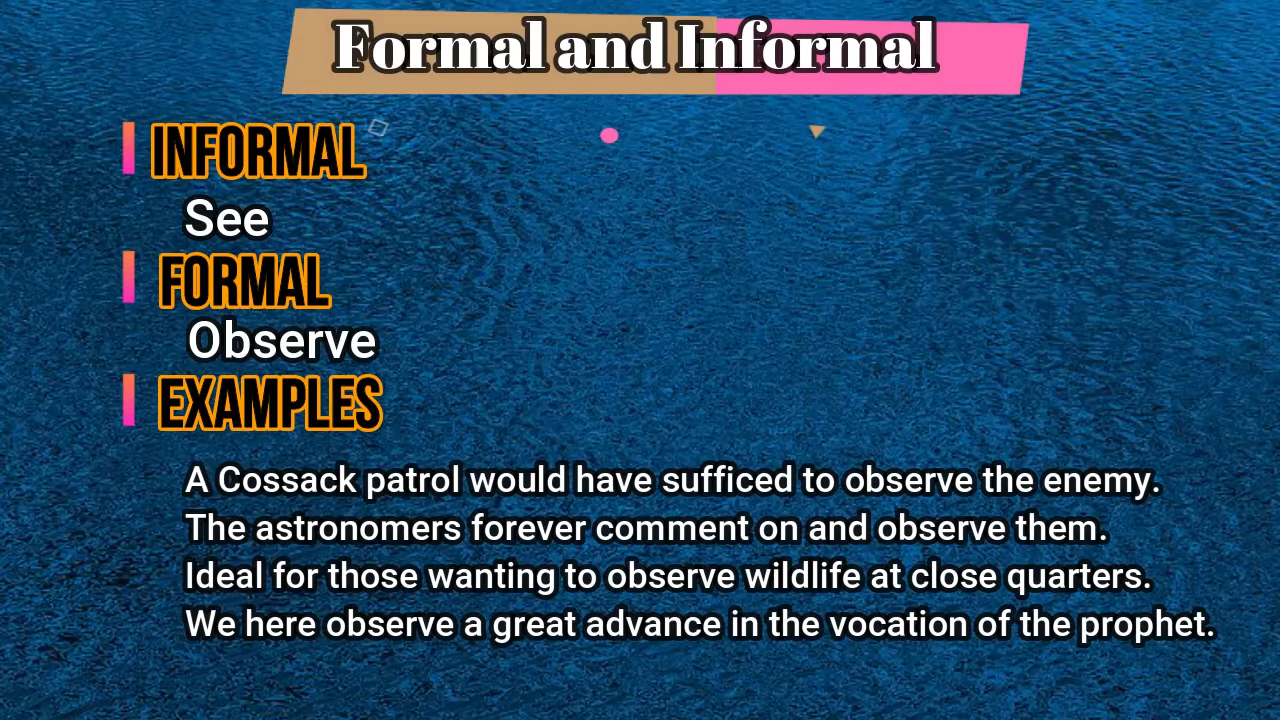 Formal and Informal
INFORMAL
See
FORMAL
Observe
EXAMPLES
A Cossack patrol would have sufficed to observe the enemy.
The astronomers forever comment on and observe them.
Ideal for those wanting to observe wildlife at close quarters.
We here observe a great advance in the vocation of the prophet.